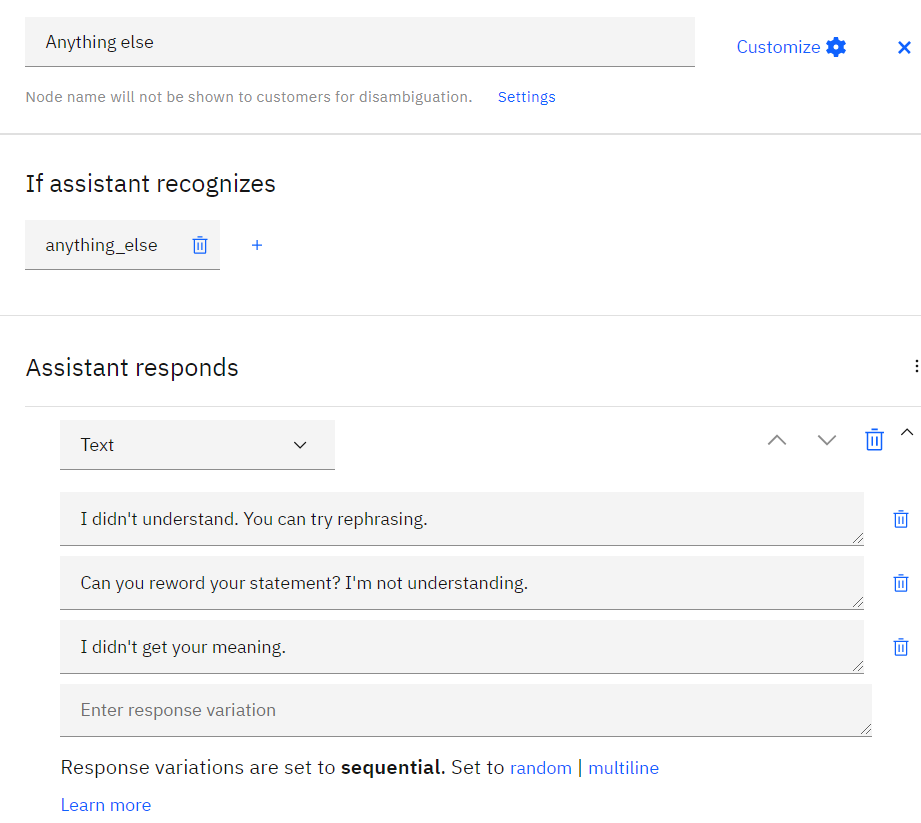 Anything else
Customize
Node name will not be shown to customers for disambiguation. Settings
If assistant recognizes
anything_else
+
Assistant responds
Text
I didn't understand. You can try rephrasing.
Can you reword your statement? I'm not understanding.
I didn't get your meaning.
Enter response variation
Response variations are set to sequential. Set to random | multiline
Learn more